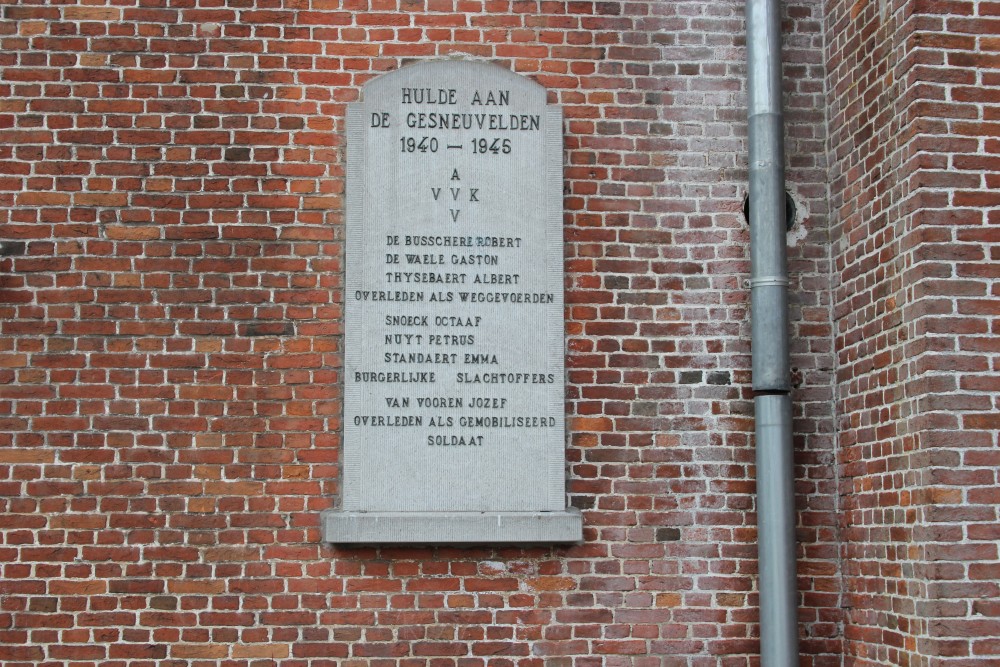 HULDE AAN
DE GESNEUVELDEN
1940 — 1945
A
V V K
V
DE BUSSCHERE ROBERT
DE WAELE GASTON
THYSEBAERT ALBERT
OVERLEDEN ALS WEGGEVOERDEN
SNOECK OCTAAF
NUYT PETRUS
STANDAERT EMMA
BURGERLIJKE SLACHTOFFERS
VAN VOOREN JOZEF
OVERLEDEN ALS GEMOBILISEERD
SOLDAAT